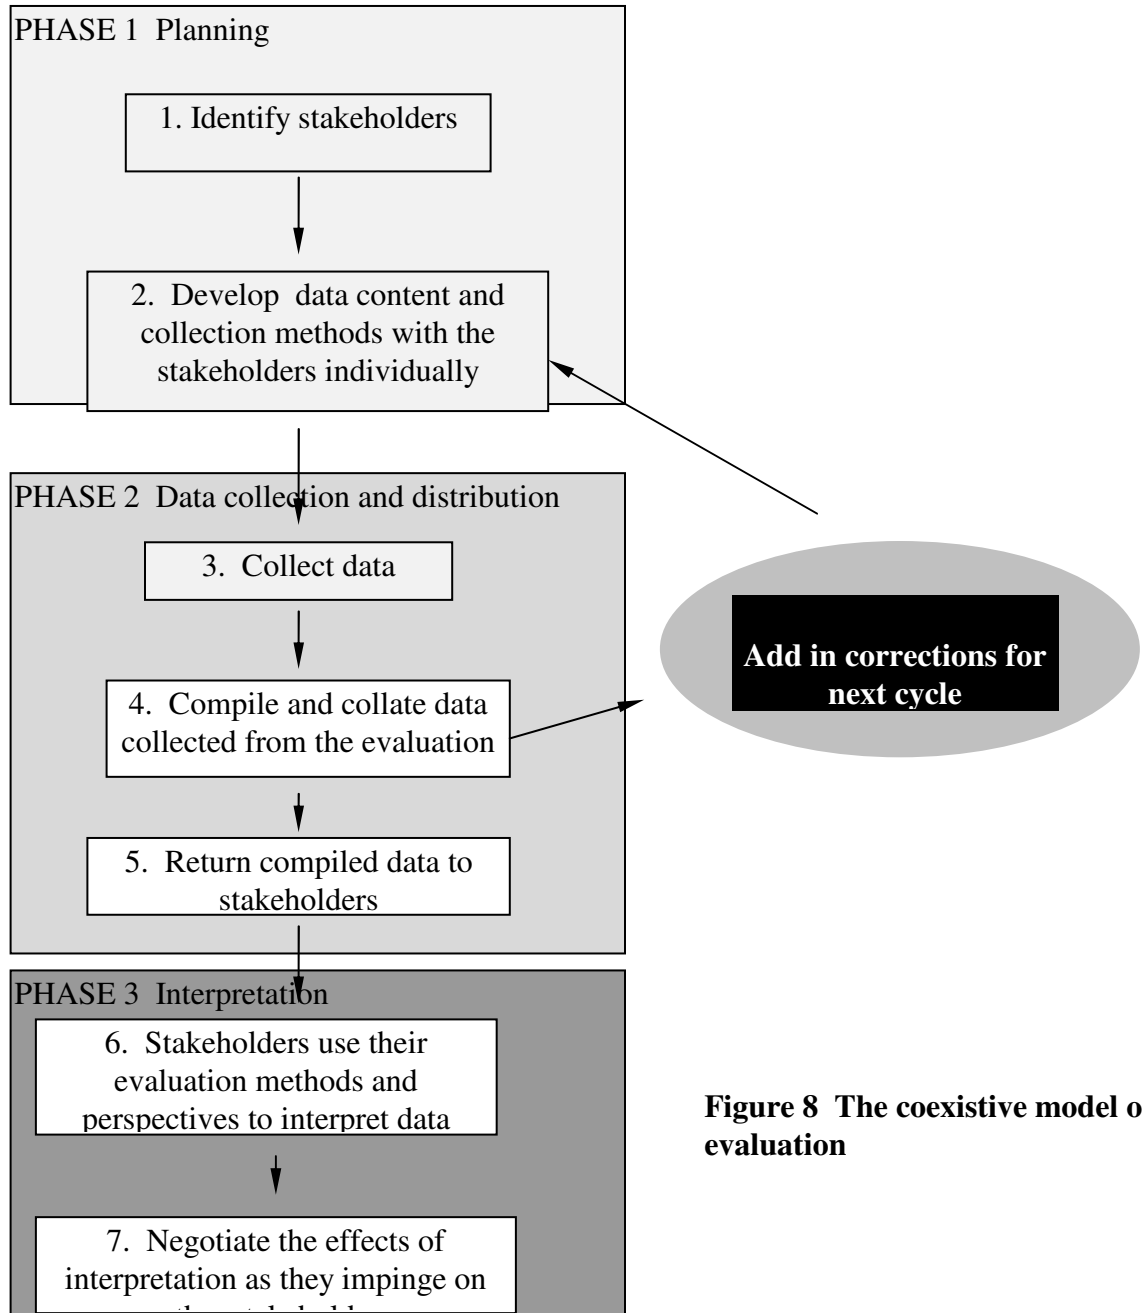 PHASE 1 Planning
1. Identify stakeholders
2. Develop data content and
collection methods with the
stakeholders individually
PHASE 2 Data collection and distribution
3. Collect data
4. Compile and collate data
collected from the evaluation
5. Return compiled data to
stakeholders
Add in corrections for
next cycle
PHASE 3 Interpretation
6. Stakeholders use their
evaluation methods and
perspectives to interpret data
7. Negotiate the effects of
interpretation as they impinge on
Figure 8 The coexistive model o
evaluation